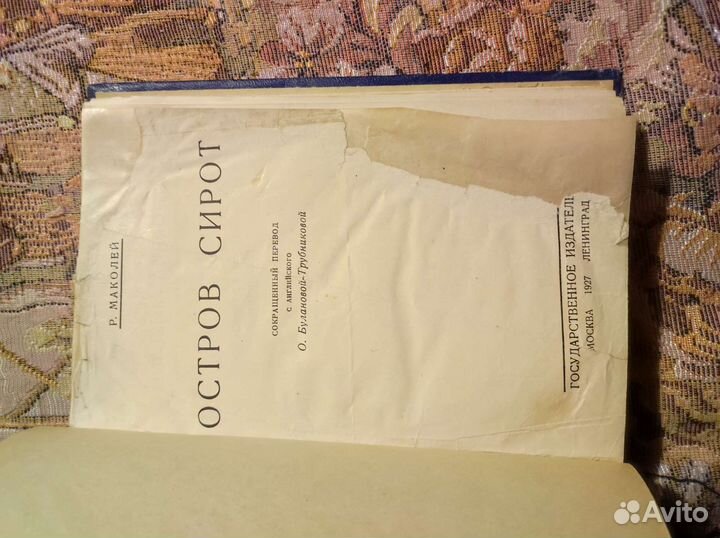 Р. МАКОЛЕЙ
ОСТРОВ СИРОТ
СОКРАЩЕННЫЙ ПЕРЕВОД
С АНГЛИЙСКОГО
О. Булановой-Трубниковой
ГОСУДАРСТВЕННОЕ ИЗДАТЕЛ
МОСКВА 1927 ЛЕНИНГРАД
Avito